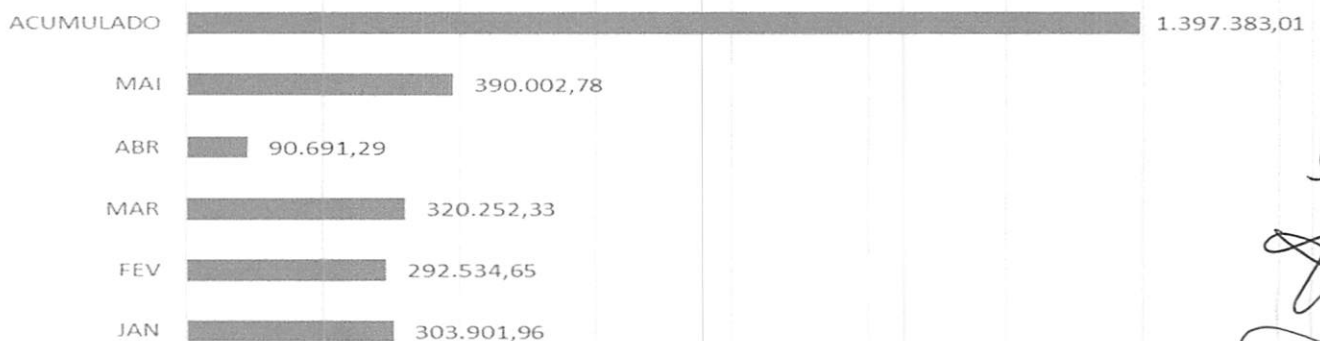 ACUMULADO 1.397.383,01
MAI 390.002,78
ABR 90.691,29
MAR 320.252,33
FEV 292.534,65
JAN 303.901,96